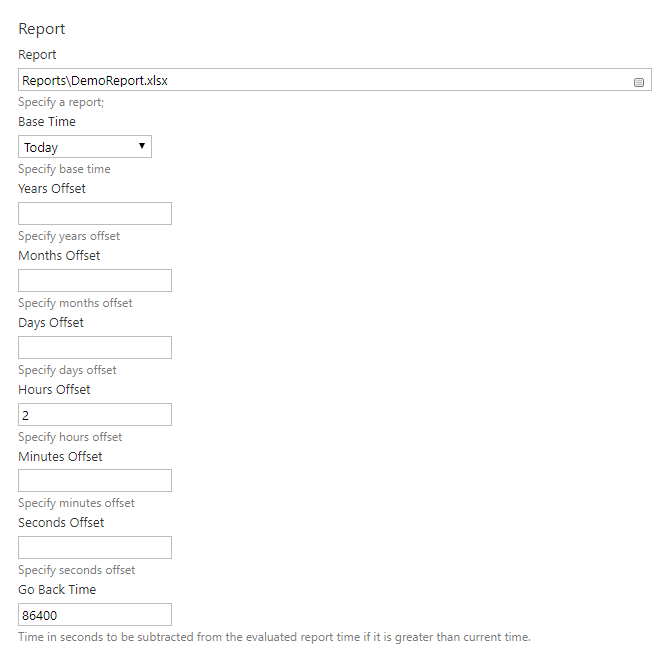 Report
Report
Reports\DemoReport.xlsx
Specify a report;
Base Time
Today
Specify base time
Years Offset
Specify years offset
Months Offset
Specify months offset
Days Offset
Specify days offset
Hours Offset
2
Specify hours offset
Minutes Offset
Specify minutes offset
Seconds Offset
Specify seconds offset
Go Back Time
86400
Time in seconds to be subtracted from the evaluated report time if it is greater than current time.